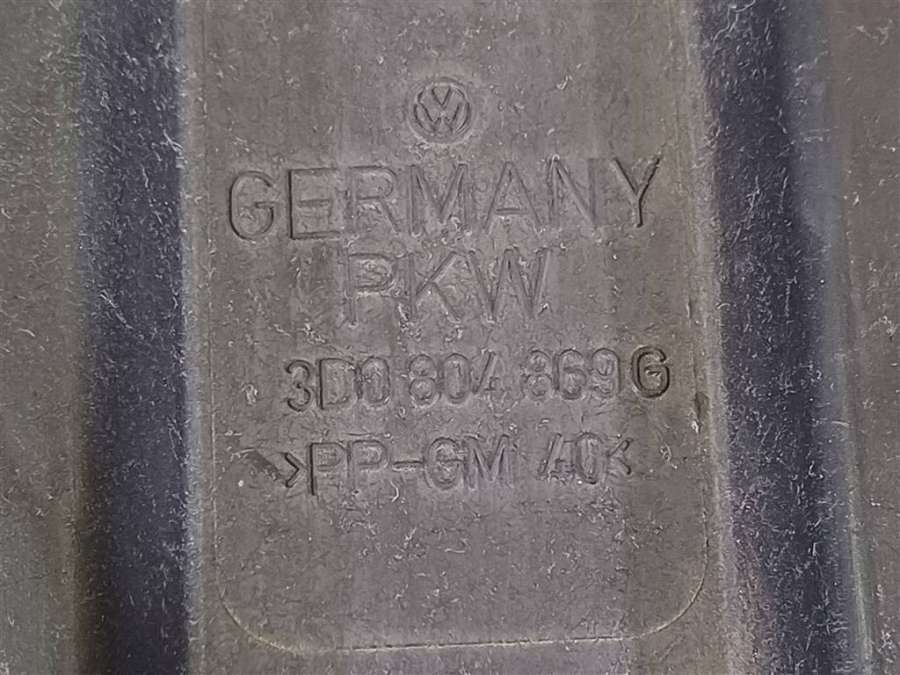 GERMANY
PKW
3D0 804 869 G
>PP-GM 40<